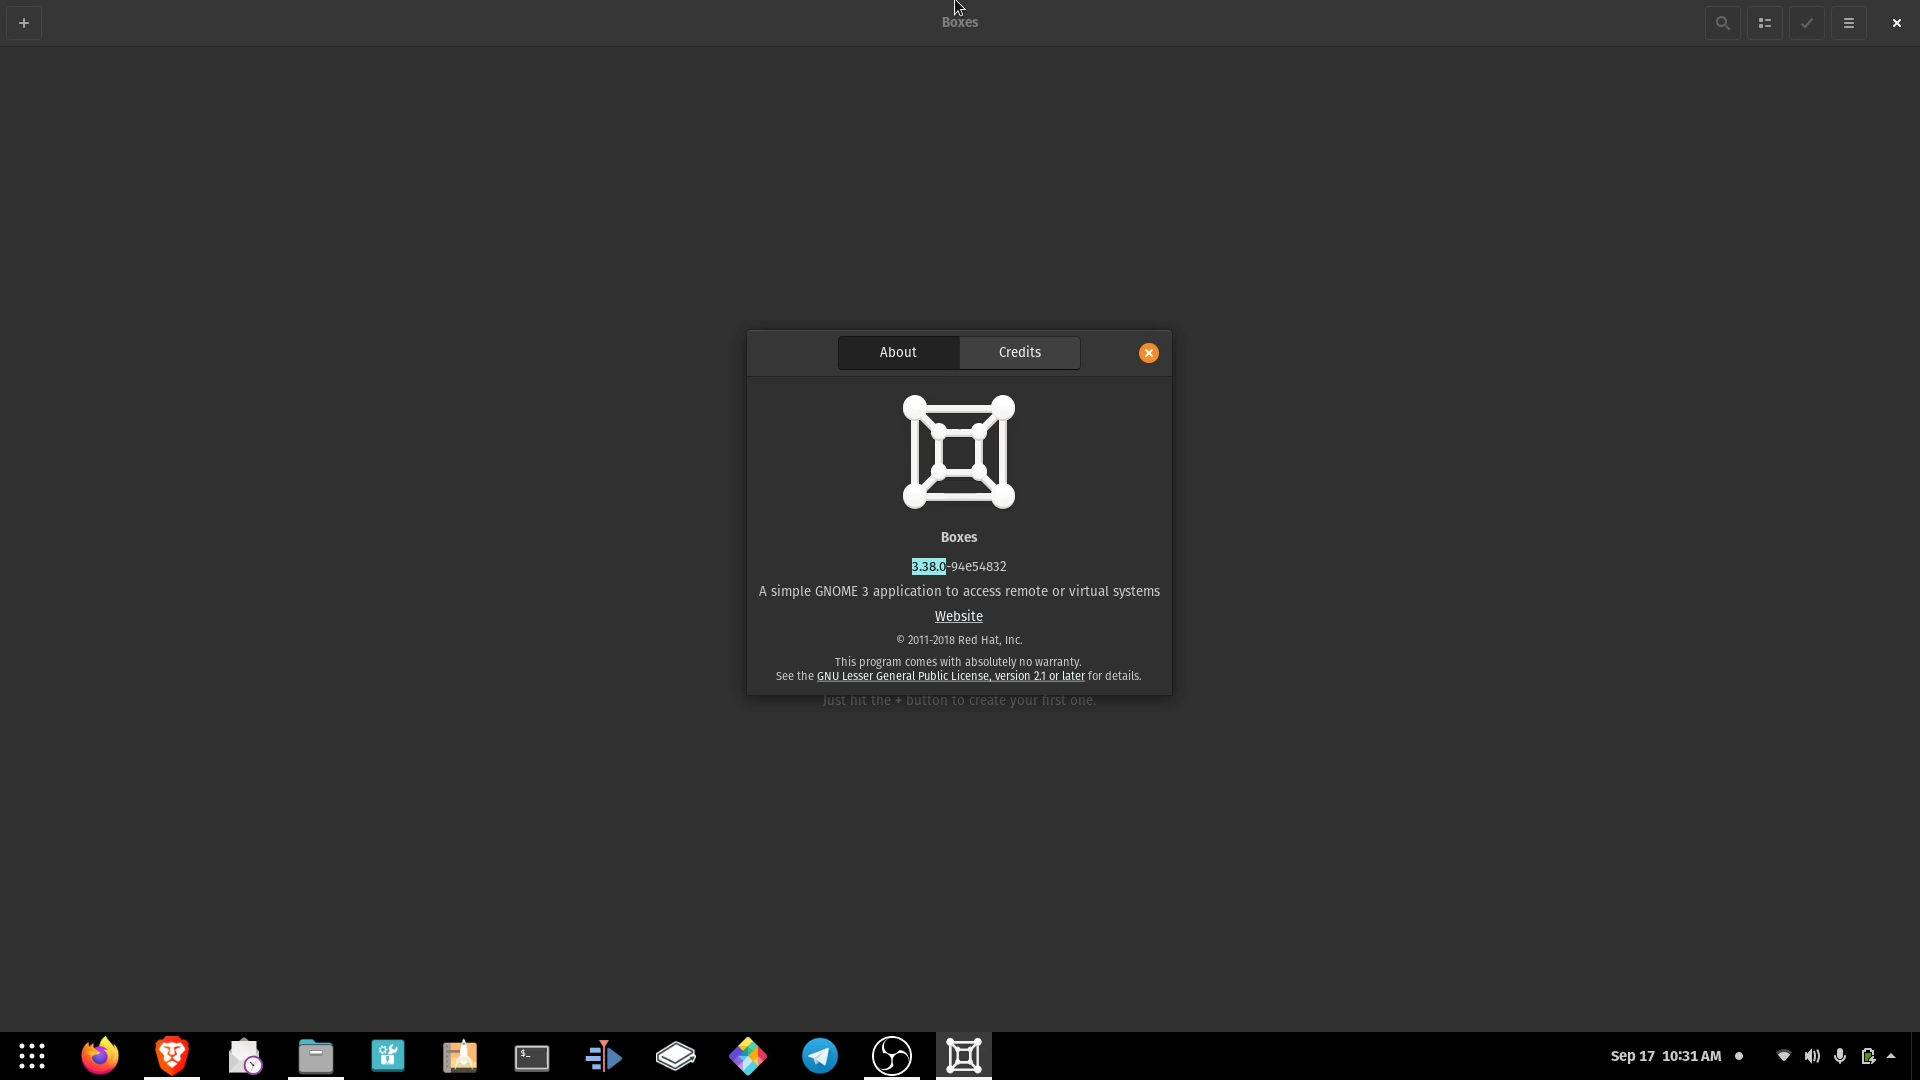 Boxes
About
Credits
Boxes
3.38.0-94e54832
A simple GNOME 3 application to access remote or virtual systems
Website
© 2011-2018 Red Hat, Inc.
This program comes with absolutely no warranty.
See the GNU Lesser General Public License, version 2.1 or later for details.
Just hit the + button to create your first one.
$_
Sep 17 10:31 AM